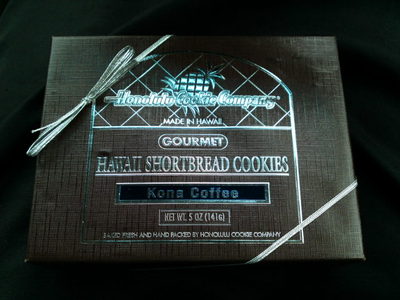 Honolulu Cookie Company®
MADE IN HAWAII
GOURMET
HAWAII SHORTBREAD COOKIES
Kona Coffee
NET WT. 5 OZ (141g)
BAKED FRESH AND HAND PACKED BY HONOLULU COOKIE COMPANY